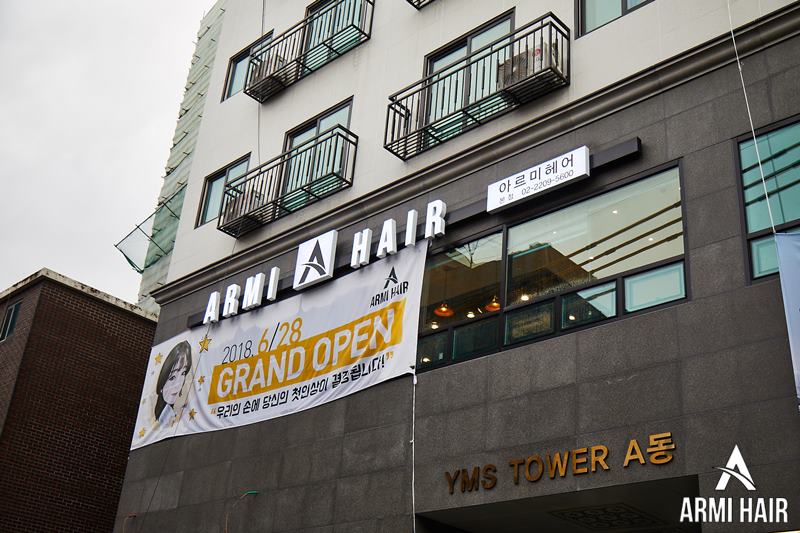 아르미헤어
본점 02-2209-5600
ARMI A HAIR
ARMI HAIR
2018. 6/28
GRAND OPEN
"우리의 손에 당신의 첫인상이 결정됩니다!"
YMS TOWER A동
ARMI HAIR